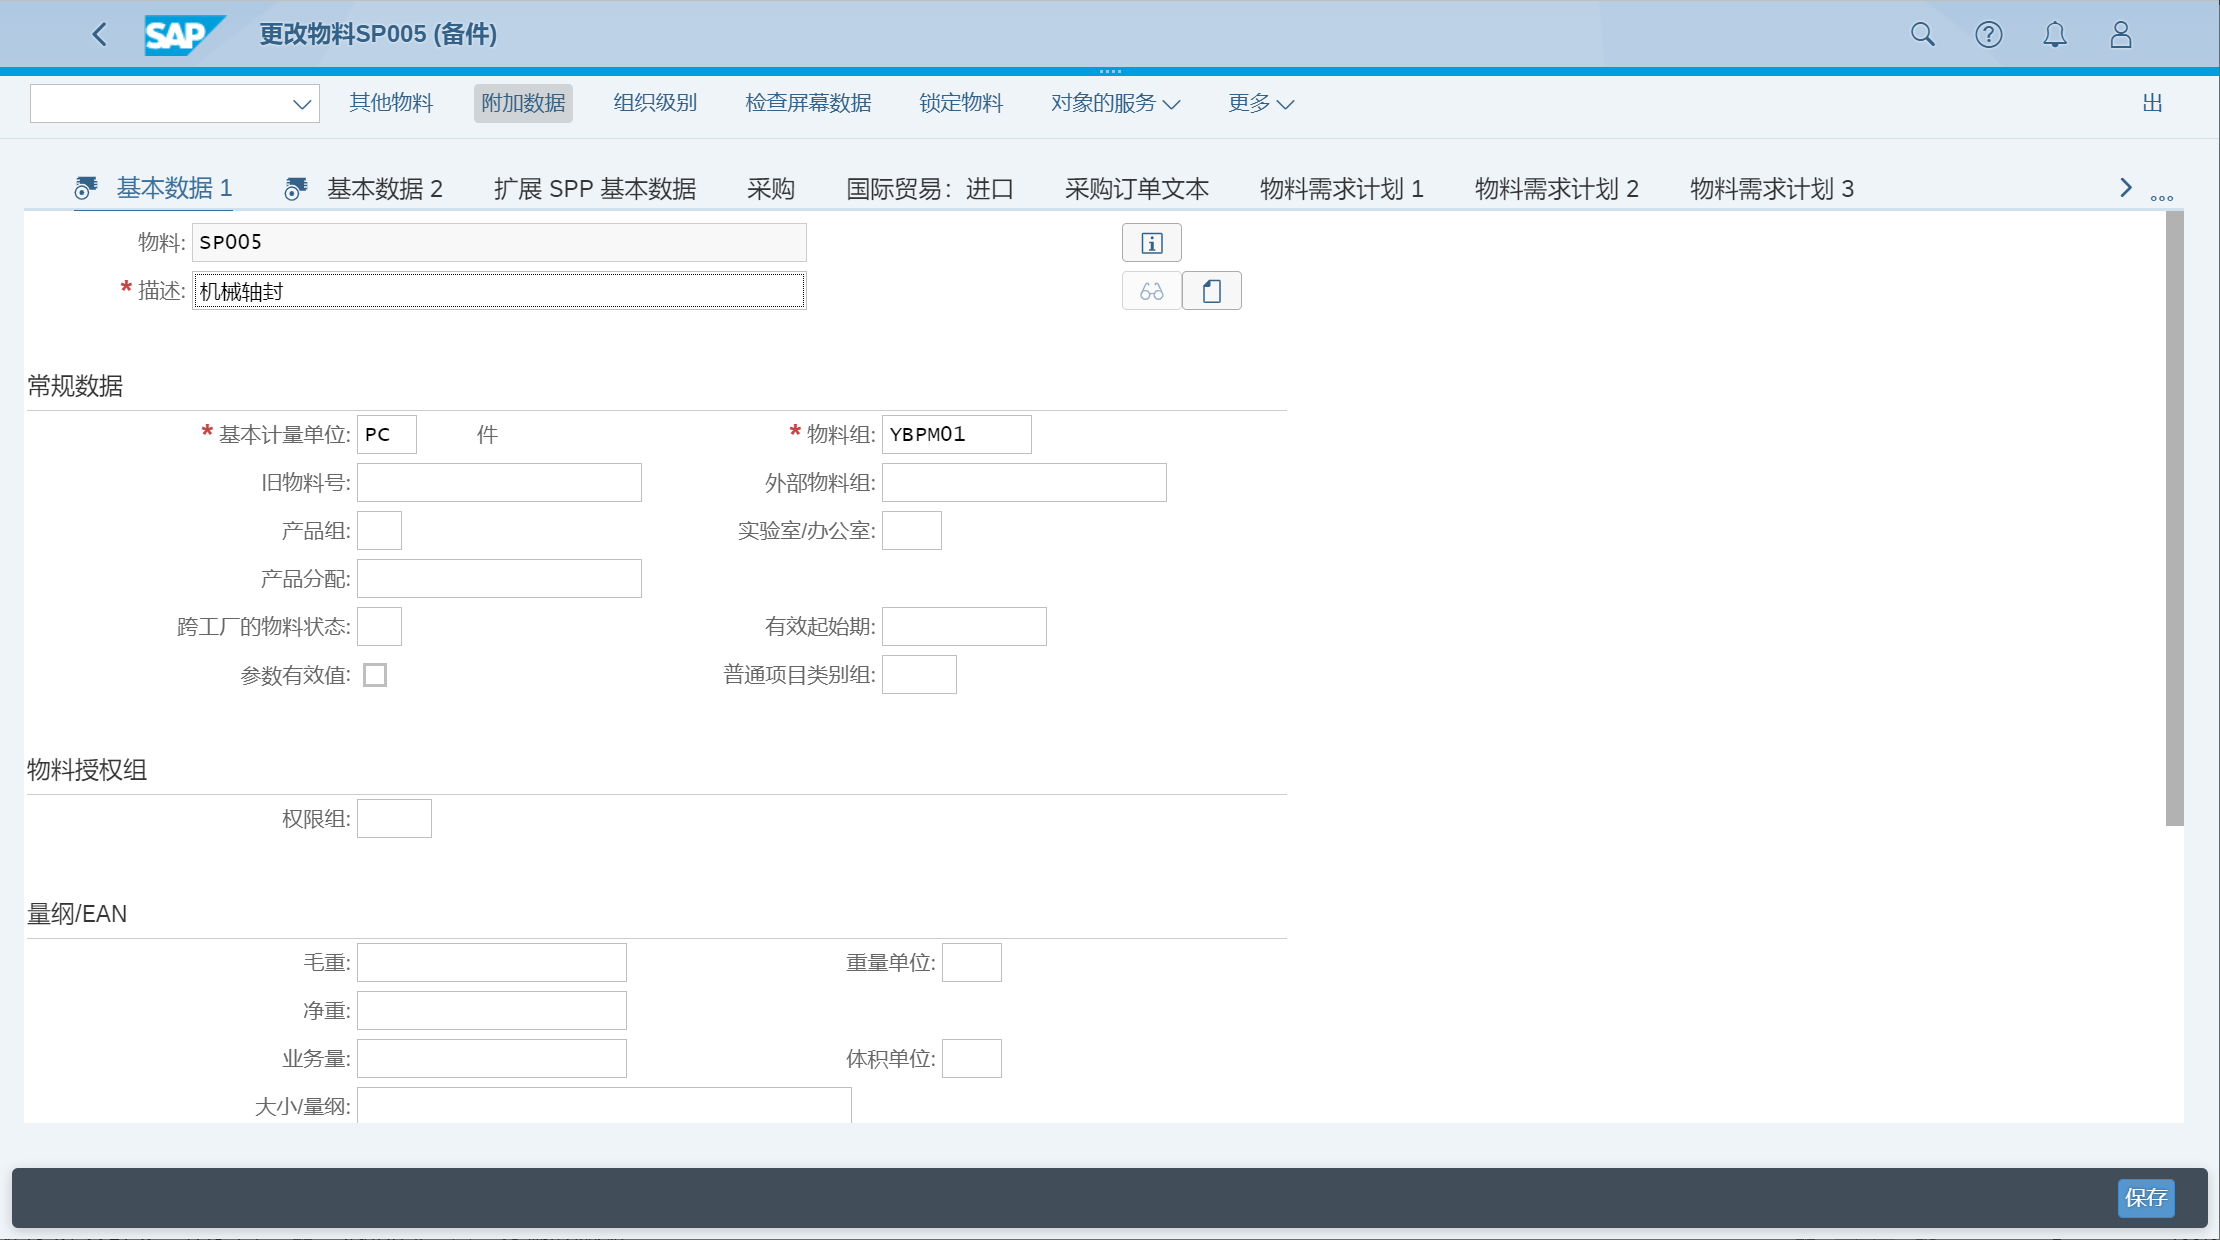 SAP 更改物料SP005 (备件)
其他物料 附加数据 组织级别 检查屏幕数据 锁定物料 对象的服务 更多 出
基本数据 1 基本数据 2 扩展 SPP 基本数据 采购 国际贸易：进口 采购订单文本 物料需求计划 1 物料需求计划 2 物料需求计划 3
物料: SP005
* 描述: 机械轴封
常规数据
* 基本计量单位: PC 件 * 物料组: YBPM01
旧物料号: 外部物料组:
产品组: 实验室/办公室:
产品分配:
跨工厂的物料状态: 有效起始期:
参数有效值: 普通项目类别组:
物料授权组
权限组:
量纲/EAN
毛重: 重量单位:
净重:
业务量: 体积单位:
大小/量纲:
保存